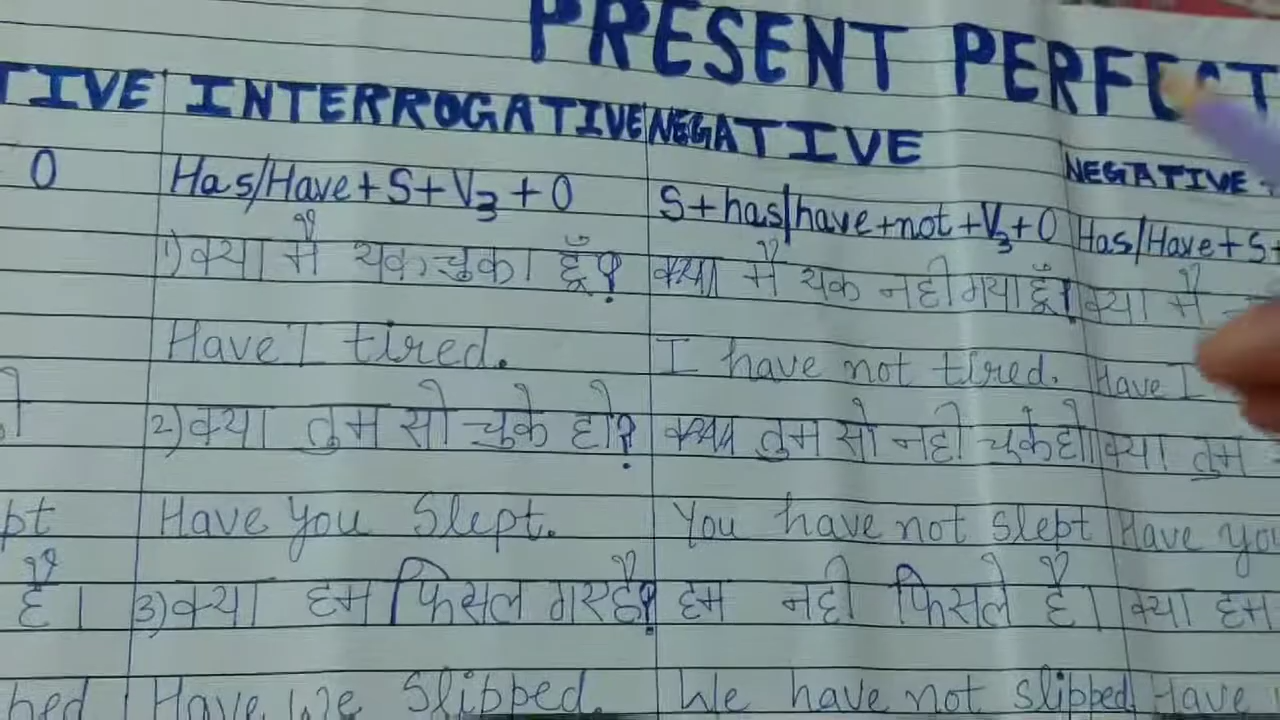 PRESENT PERFECT
TIVE INTERROGATIVE NEGATIVE NEGATIVE
O Has/Have+S+V3+O S+has/have+not+V3+O Has/Have+S+
1) क्या मैं थक चुका हूँ? क्या मैं थक नही गया हूँ। क्या मैं
Have I tired. I have not tired. Have I
2) क्या तुम सो चुके हो? तुम सो नही चुके हो। क्या तुम
pt Have you slept. You have not slept Have you
हैं। 3) क्या हम फिसल गए हैं? हम नही फिसले हैं। क्या हम
Have we slipped. We have not slipped Have